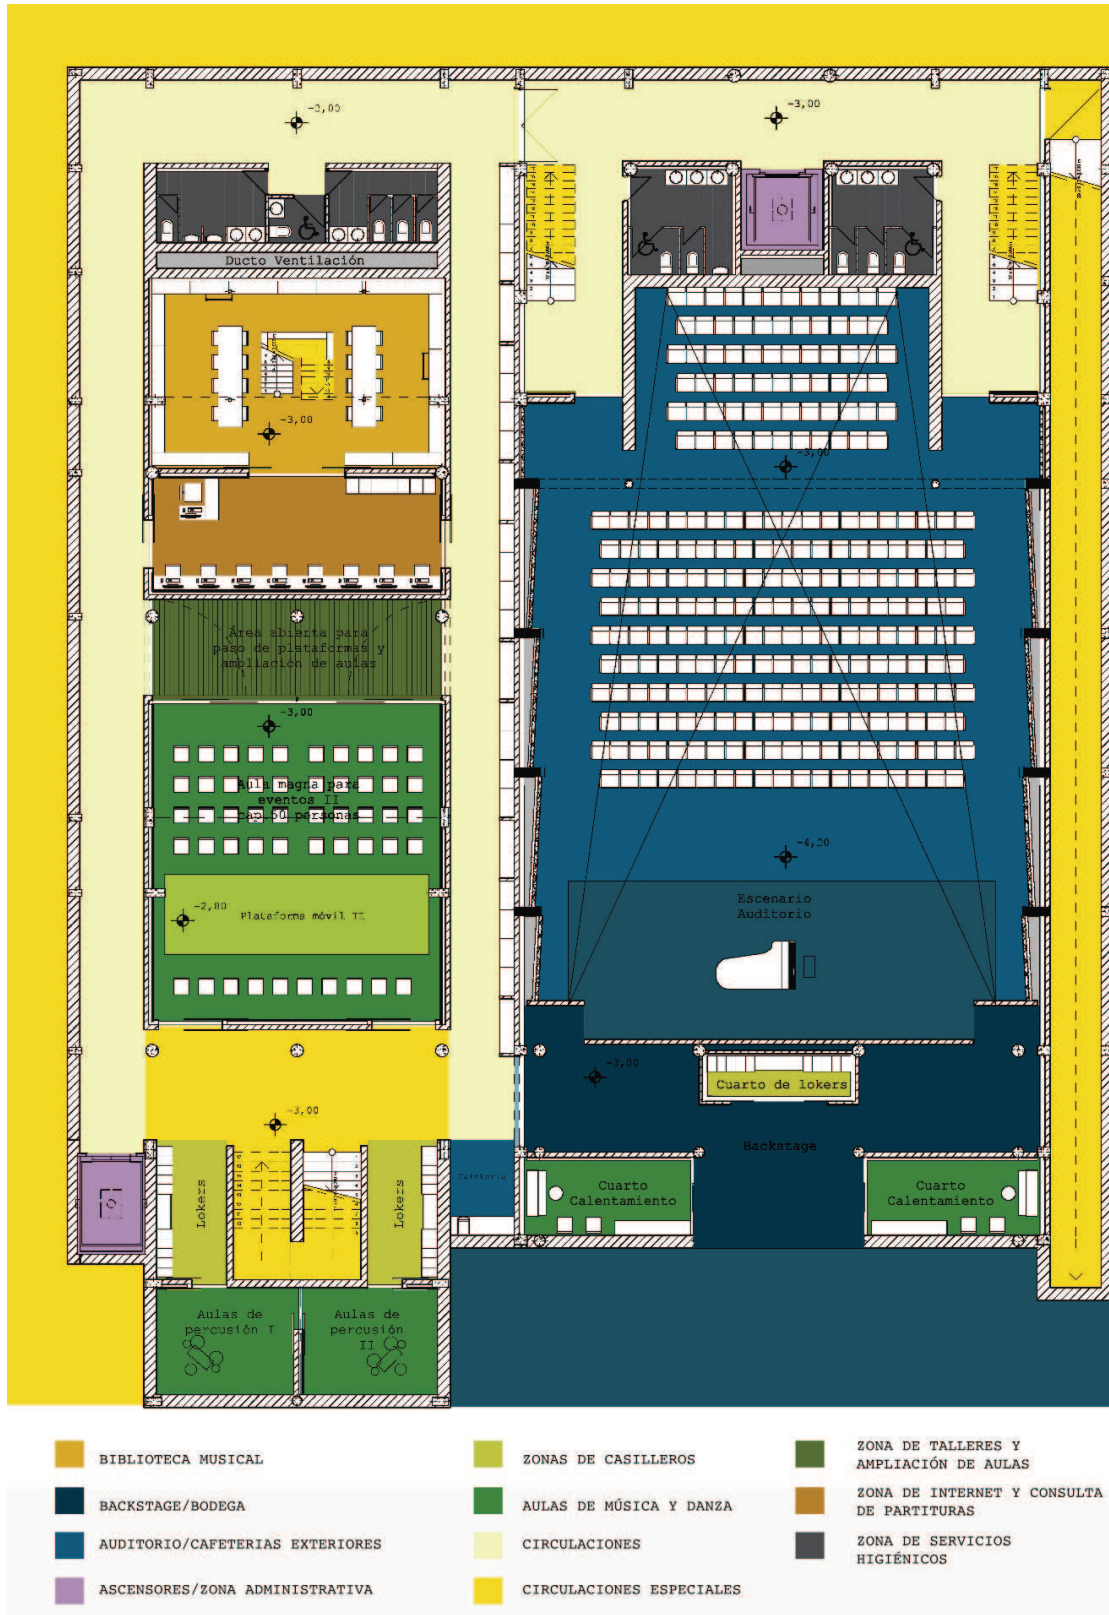 -3,00
-3,00
Ducto Ventilación
-3,00
-3,00
Área abierta para
paso de plataformas y
ampliación de aulas
-3,00
Aula magna para
eventos II
cap.50 personas
-4,20
Escenario
Auditorio
-2,80
Plataforma móvil II
-3,00
Cuarto de lokers
-3,00
Backstage
Lokers
Lokers
Cafetería
Cuarto
Calentamiento
Cuarto
Calentamiento
Aulas de
percusión I
Aulas de
percusión
II
BIBLIOTECA MUSICAL
BACKSTAGE/BODEGA
AUDITORIO/CAFETERIAS EXTERIORES
ASCENSORES/ZONA ADMINISTRATIVA
ZONAS DE CASILLEROS
AULAS DE MÚSICA Y DANZA
CIRCULACIONES
CIRCULACIONES ESPECIALES
ZONA DE TALLERES Y
AMPLIACIÓN DE AULAS
ZONA DE INTERNET Y CONSULTA
DE PARTITURAS
ZONA DE SERVICIOS
HIGIÉNICOS